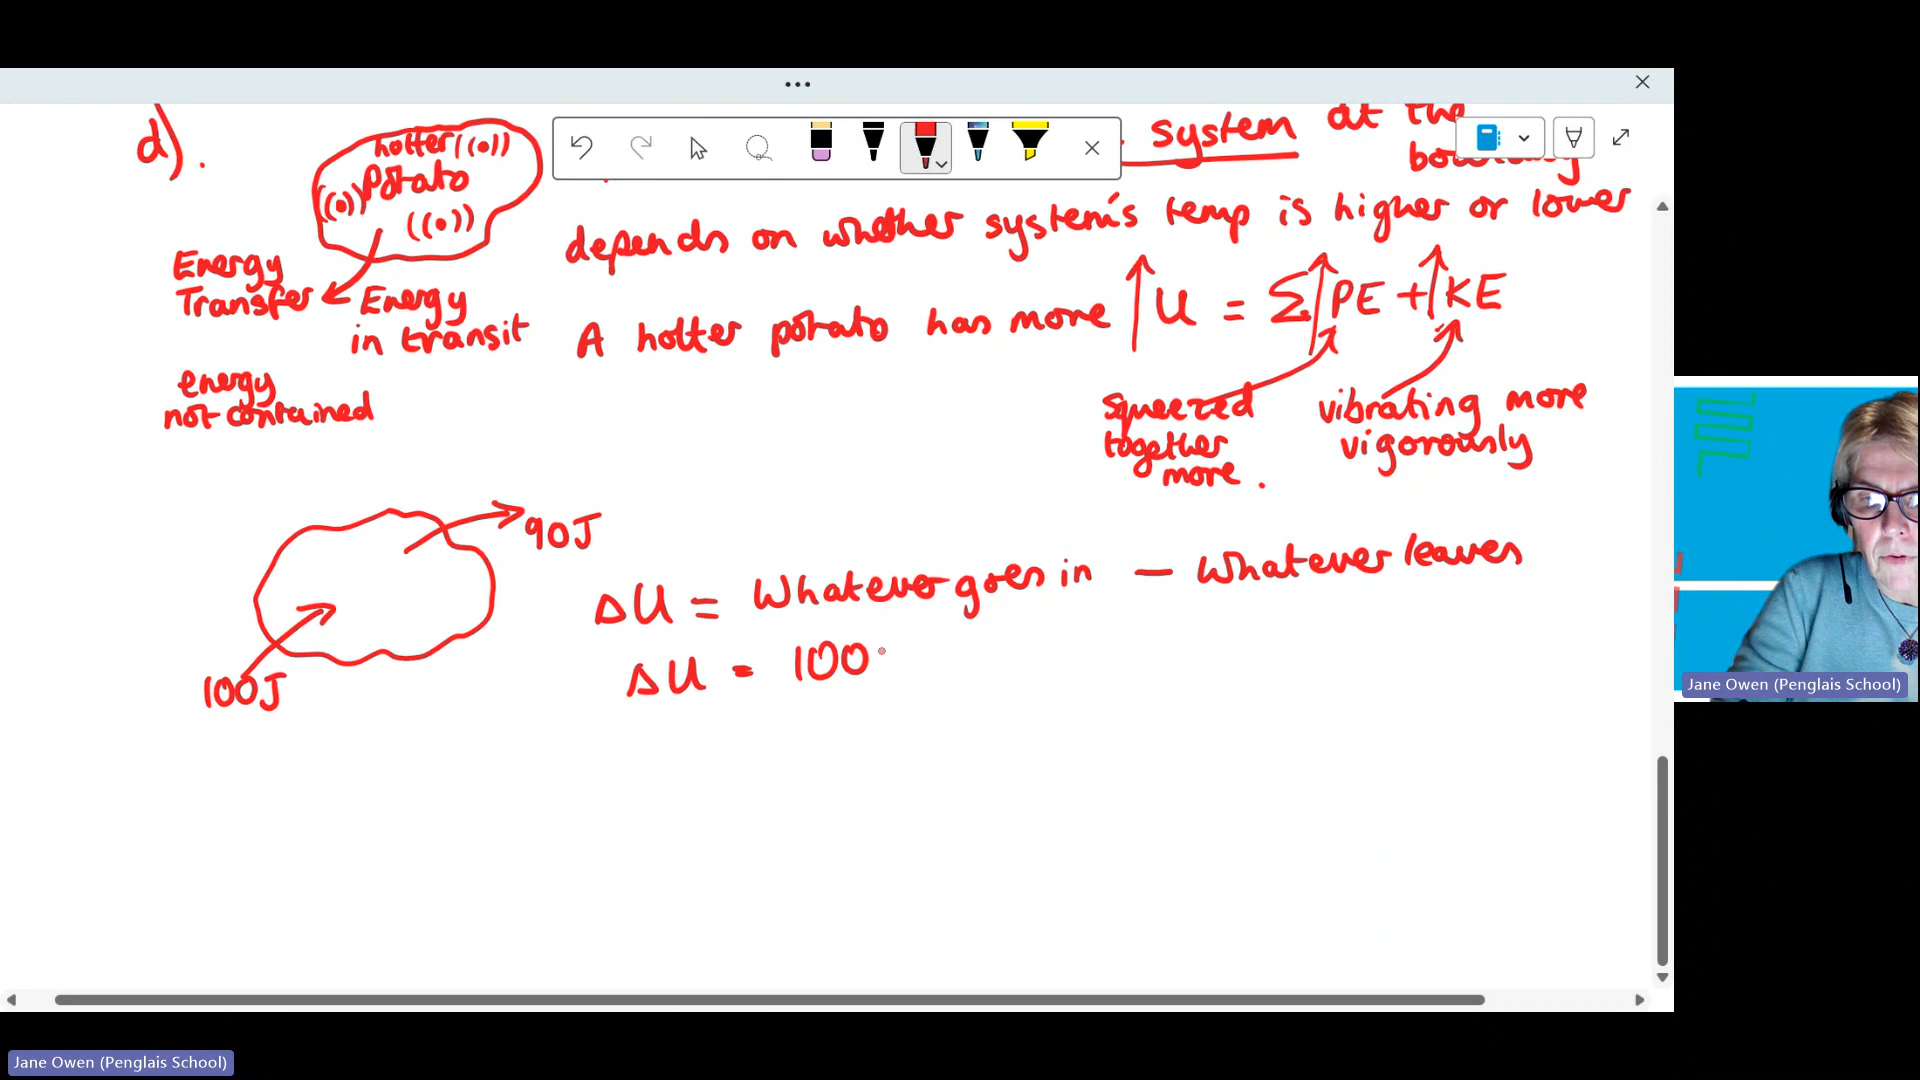 d).
hotter ((o))
Potato
((o))
((o))
system at the
depends on whether system's temp is higher or lower
Energy
Transfer
Energy
in transit
A hotter potato has more ↑U = Σ↑PE + ↑KE
energy
not contained
squeezed
together
more.
vibrating more
vigorously
90J
100J
ΔU = Whatever goes in — Whatever leaves
ΔU = 100
Jane Owen (Penglais School)
Jane Owen (Penglais School)